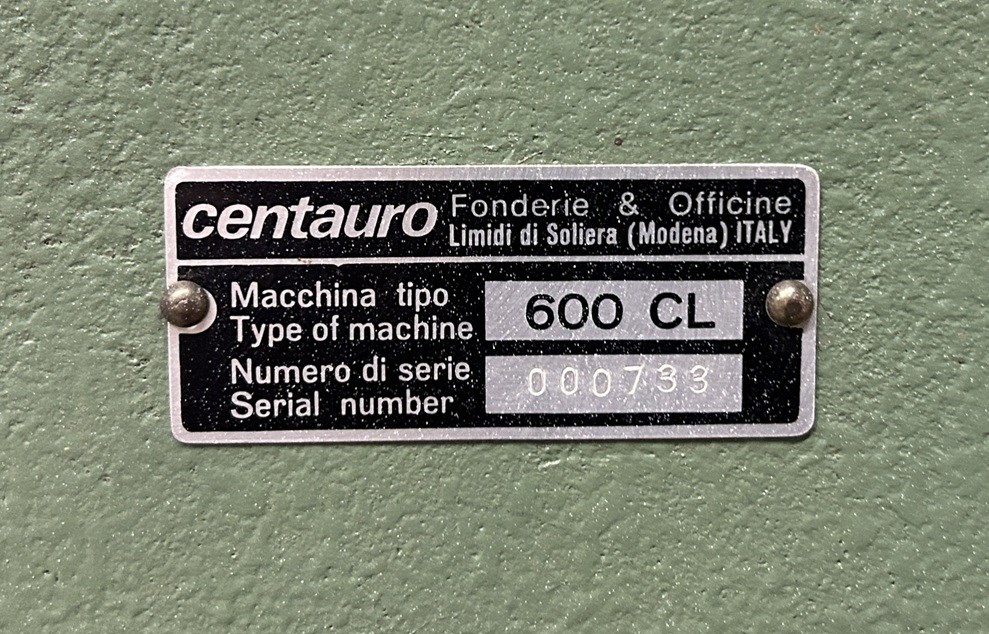 centauro Fonderie & Officine
Limidi di Soliera (Modena) ITALY
Macchina tipo
Type of machine
600 CL
Numero di serie
Serial number
000733